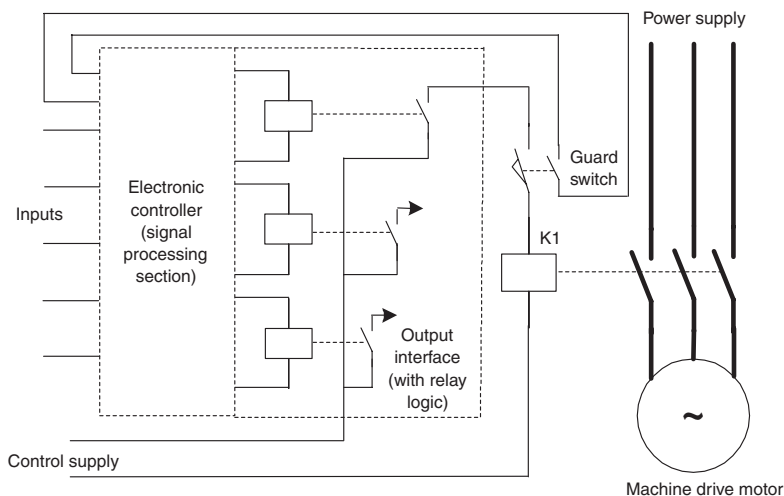 Power supply
Guard
switch
Electronic
controller
(signal
processing
section)
Inputs
K1
Output
interface
(with relay
logic)
~
Control supply
Machine drive motor